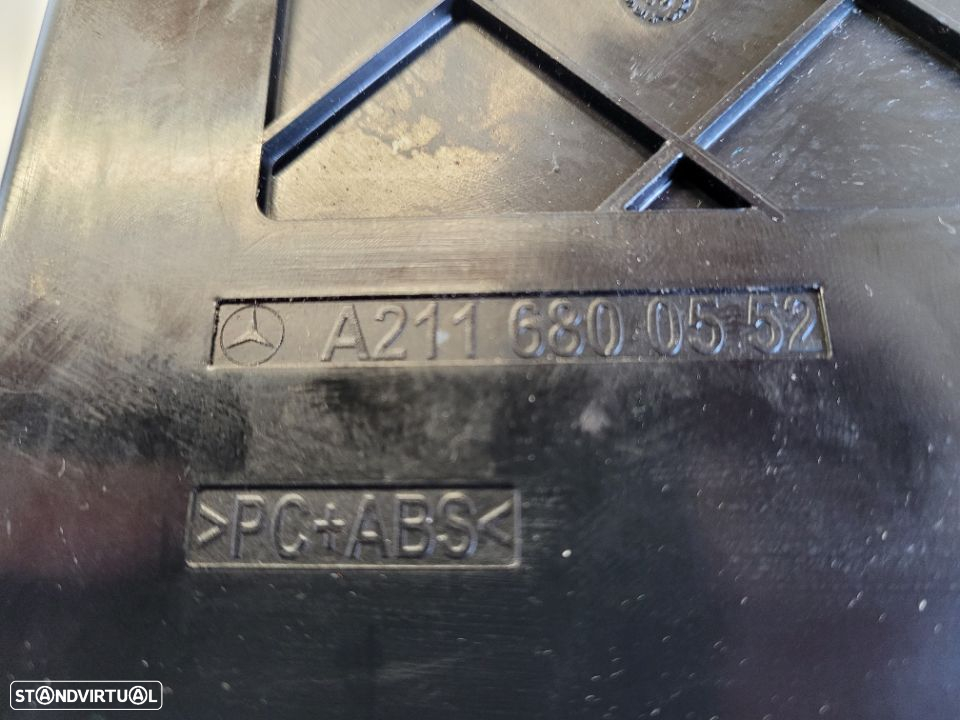 A211 680 05 52
>PC+ABS<
STANDVIRTUAL